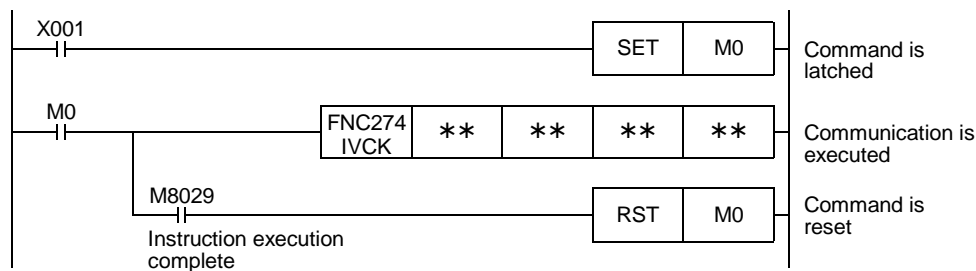 X001
SET M0
Command is
latched
M0
FNC274
IVCK
** ** ** **
Communication is
executed
M8029
Instruction execution
complete
RST M0
Command is
reset